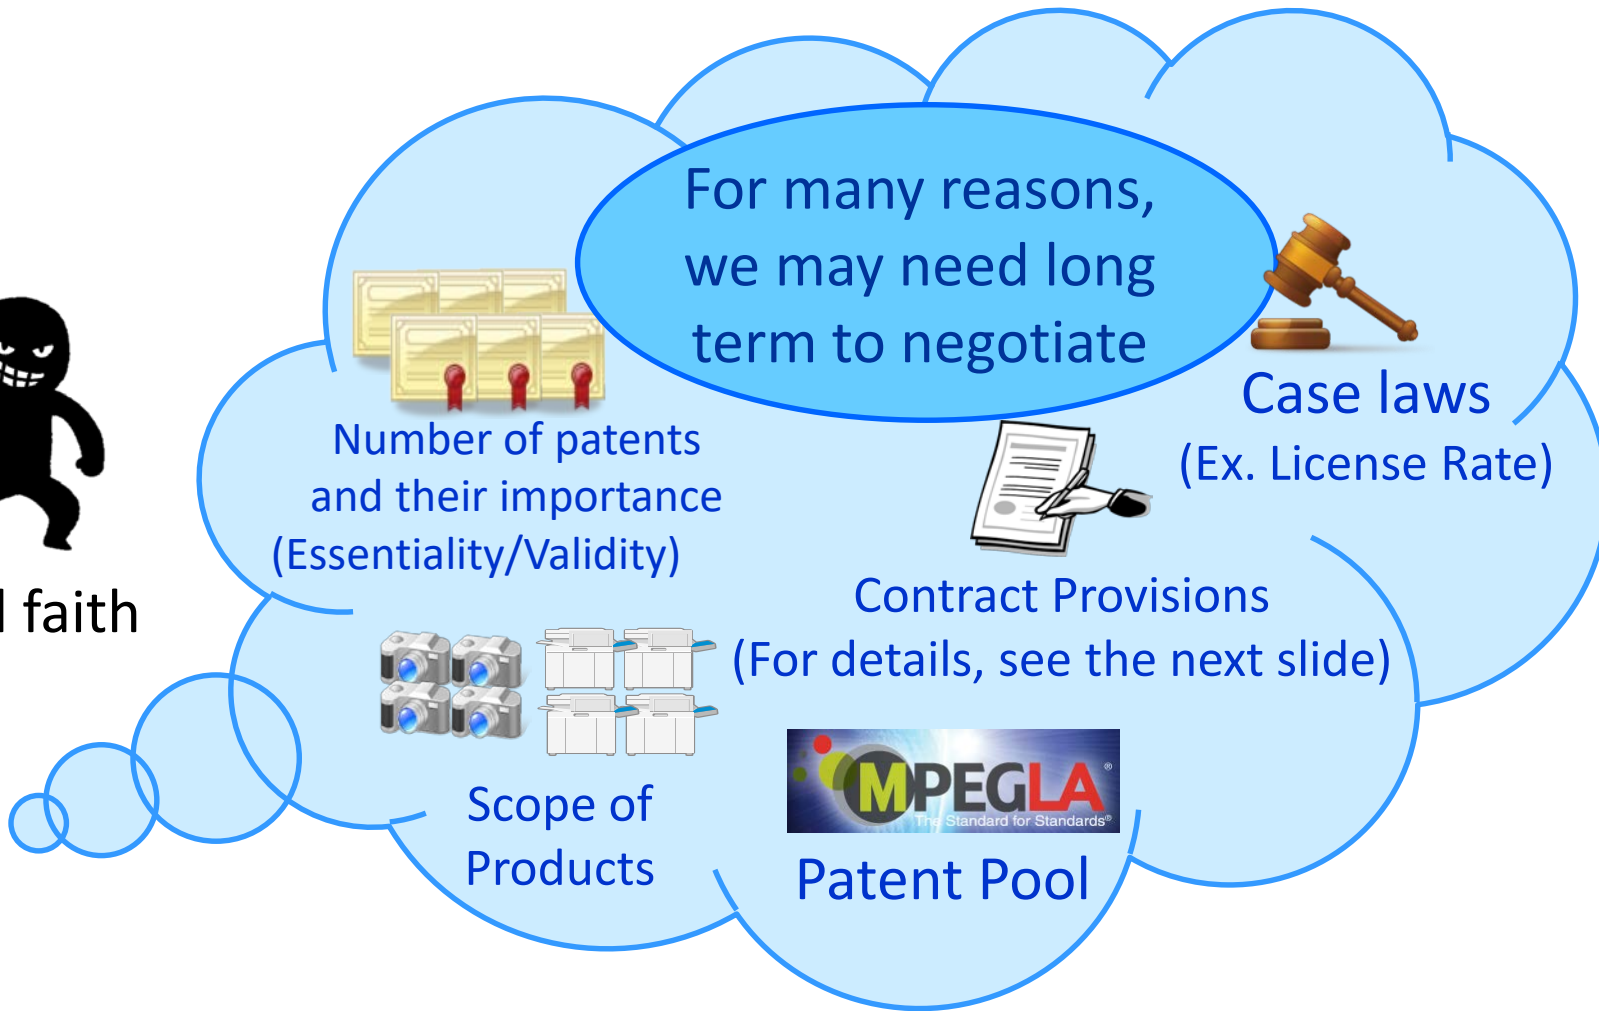 For many reasons,
we may need long
term to negotiate
Case laws
(Ex. License Rate)
Number of patents
and their importance
(Essentiality/Validity)
faith
Contract Provisions
(For details, see the next slide)
MPEGLA®
The Standard for Standards®
Scope of
Products
Patent Pool